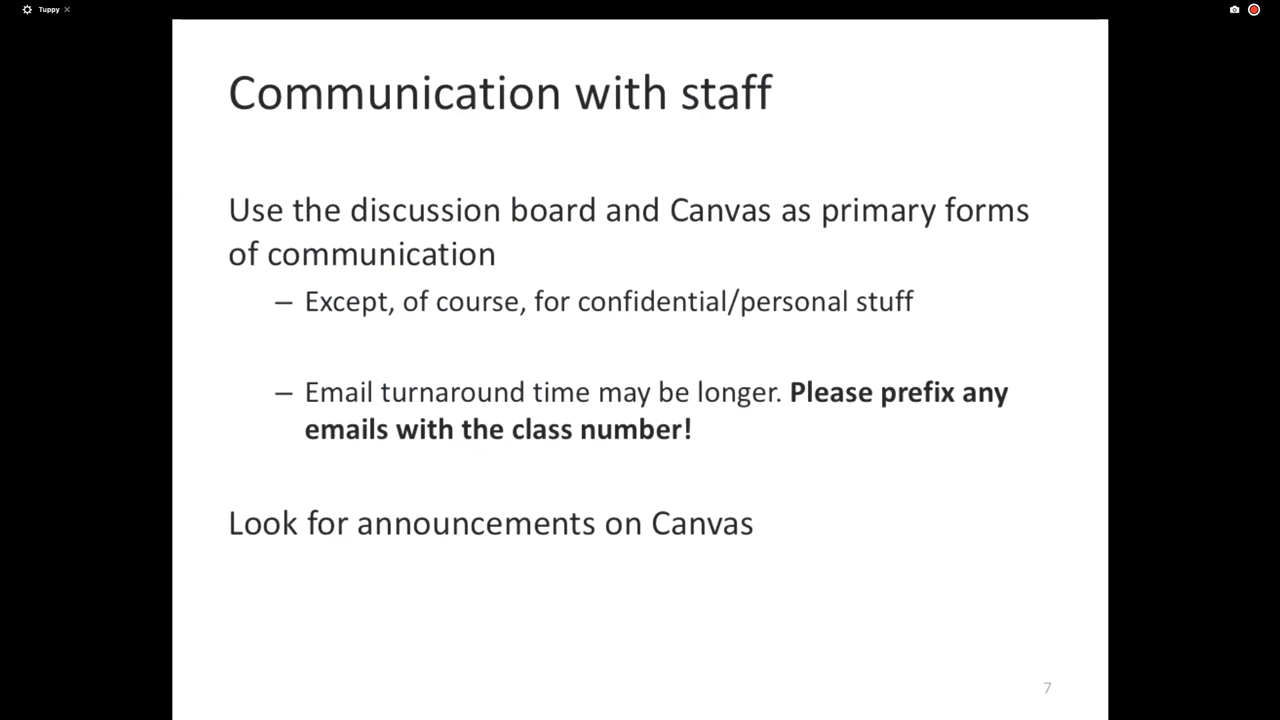 Tuppy
Communication with staff
Use the discussion board and Canvas as primary forms
of communication
– Except, of course, for confidential/personal stuff
– Email turnaround time may be longer. Please prefix any
emails with the class number!
Look for announcements on Canvas
7